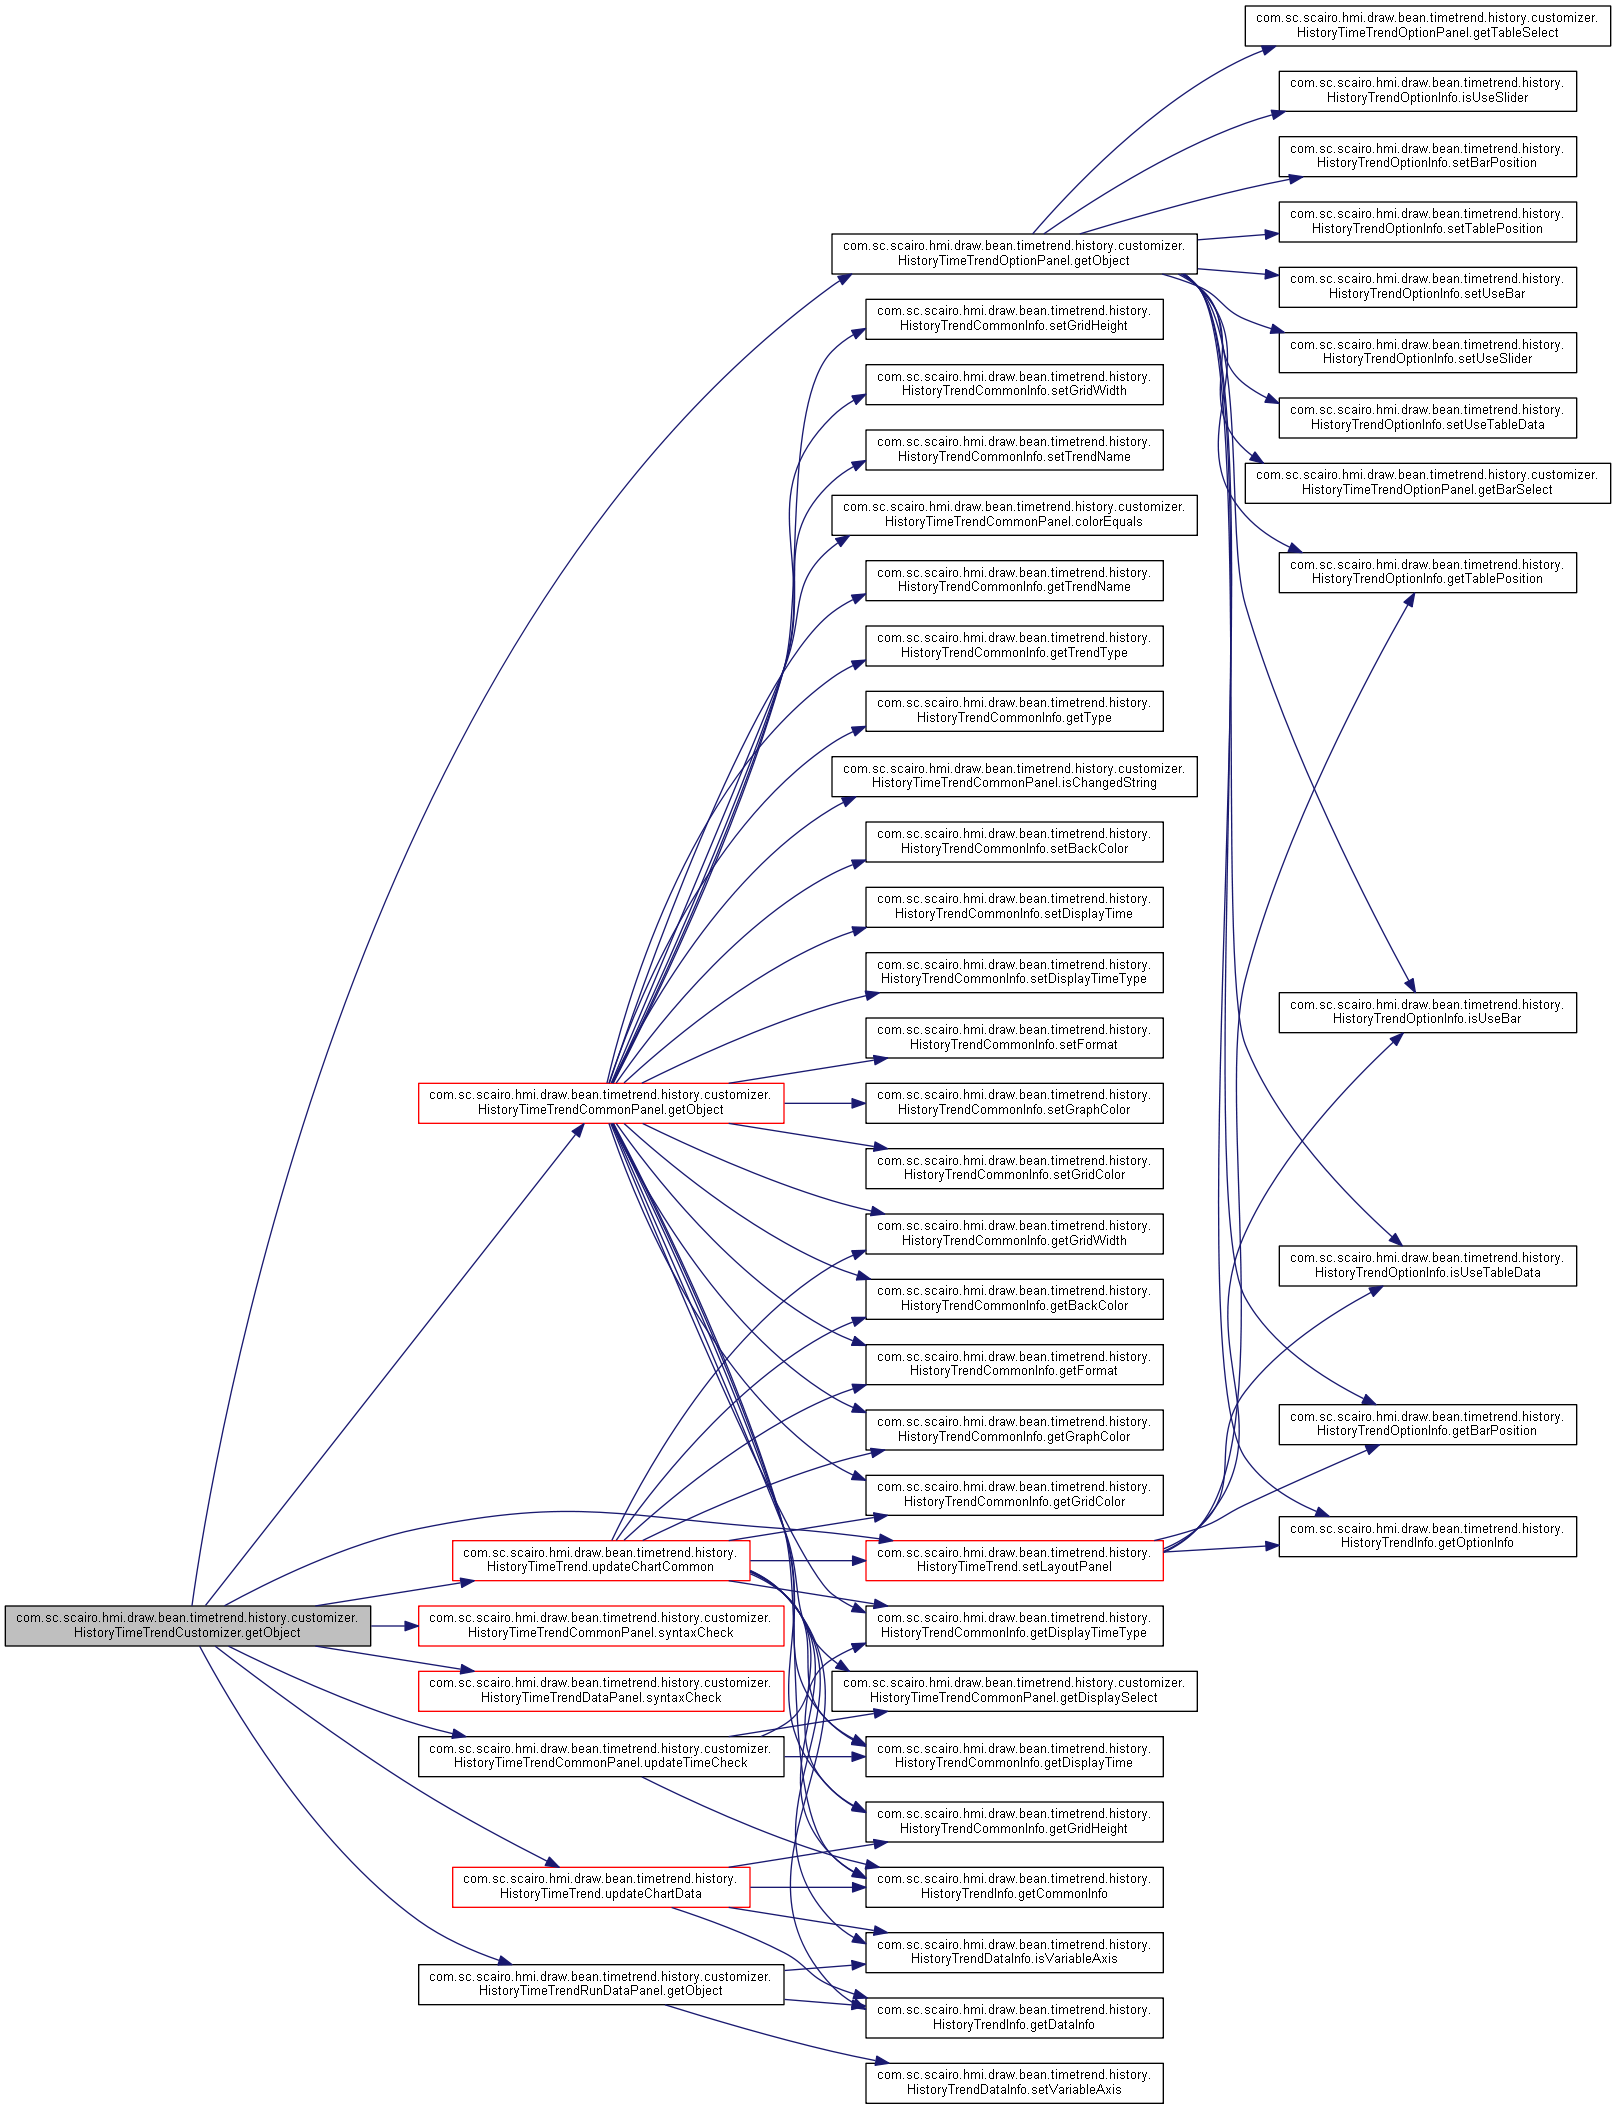 com.sc.scairo.hmi.draw.bean.timetrend.history.customizer.
HistoryTimeTrendCustomizer.getObject
com.sc.scairo.hmi.draw.bean.timetrend.history.customizer.
HistoryTimeTrendCommonPanel.getObject
com.sc.scairo.hmi.draw.bean.timetrend.history.
HistoryTimeTrend.updateChartCommon
com.sc.scairo.hmi.draw.bean.timetrend.history.customizer.
HistoryTimeTrendCommonPanel.syntaxCheck
com.sc.scairo.hmi.draw.bean.timetrend.history.customizer.
HistoryTimeTrendDataPanel.syntaxCheck
com.sc.scairo.hmi.draw.bean.timetrend.history.customizer.
HistoryTimeTrendCommonPanel.updateTimeCheck
com.sc.scairo.hmi.draw.bean.timetrend.history.
HistoryTimeTrend.updateChartData
com.sc.scairo.hmi.draw.bean.timetrend.history.customizer.
HistoryTimeTrendRunDataPanel.getObject
com.sc.scairo.hmi.draw.bean.timetrend.history.customizer.
HistoryTimeTrendOptionPanel.getObject
com.sc.scairo.hmi.draw.bean.timetrend.history.
HistoryTrendCommonInfo.setGridHeight
com.sc.scairo.hmi.draw.bean.timetrend.history.
HistoryTrendCommonInfo.setGridWidth
com.sc.scairo.hmi.draw.bean.timetrend.history.
HistoryTrendCommonInfo.setTrendName
com.sc.scairo.hmi.draw.bean.timetrend.history.customizer.
HistoryTimeTrendCommonPanel.colorEquals
com.sc.scairo.hmi.draw.bean.timetrend.history.
HistoryTrendCommonInfo.getTrendName
com.sc.scairo.hmi.draw.bean.timetrend.history.
HistoryTrendCommonInfo.getTrendType
com.sc.scairo.hmi.draw.bean.timetrend.history.
HistoryTrendCommonInfo.getType
com.sc.scairo.hmi.draw.bean.timetrend.history.customizer.
HistoryTimeTrendCommonPanel.isChangedString
com.sc.scairo.hmi.draw.bean.timetrend.history.
HistoryTrendCommonInfo.setBackColor
com.sc.scairo.hmi.draw.bean.timetrend.history.
HistoryTrendCommonInfo.setDisplayTime
com.sc.scairo.hmi.draw.bean.timetrend.history.
HistoryTrendCommonInfo.setDisplayTimeType
com.sc.scairo.hmi.draw.bean.timetrend.history.
HistoryTrendCommonInfo.setFormat
com.sc.scairo.hmi.draw.bean.timetrend.history.
HistoryTrendCommonInfo.setGraphColor
com.sc.scairo.hmi.draw.bean.timetrend.history.
HistoryTrendCommonInfo.setGridColor
com.sc.scairo.hmi.draw.bean.timetrend.history.
HistoryTrendCommonInfo.getGridWidth
com.sc.scairo.hmi.draw.bean.timetrend.history.
HistoryTrendCommonInfo.getBackColor
com.sc.scairo.hmi.draw.bean.timetrend.history.
HistoryTrendCommonInfo.getFormat
com.sc.scairo.hmi.draw.bean.timetrend.history.
HistoryTrendCommonInfo.getGraphColor
com.sc.scairo.hmi.draw.bean.timetrend.history.
HistoryTrendCommonInfo.getGridColor
com.sc.scairo.hmi.draw.bean.timetrend.history.
HistoryTimeTrend.setLayoutPanel
com.sc.scairo.hmi.draw.bean.timetrend.history.
HistoryTrendCommonInfo.getDisplayTimeType
com.sc.scairo.hmi.draw.bean.timetrend.history.customizer.
HistoryTimeTrendCommonPanel.getDisplaySelect
com.sc.scairo.hmi.draw.bean.timetrend.history.
HistoryTrendCommonInfo.getDisplayTime
com.sc.scairo.hmi.draw.bean.timetrend.history.
HistoryTrendCommonInfo.getGridHeight
com.sc.scairo.hmi.draw.bean.timetrend.history.
HistoryTrendInfo.getCommonInfo
com.sc.scairo.hmi.draw.bean.timetrend.history.
HistoryTrendDataInfo.isVariableAxis
com.sc.scairo.hmi.draw.bean.timetrend.history.
HistoryTrendInfo.getDataInfo
com.sc.scairo.hmi.draw.bean.timetrend.history.
HistoryTrendDataInfo.setVariableAxis
com.sc.scairo.hmi.draw.bean.timetrend.history.customizer.
HistoryTimeTrendOptionPanel.getTableSelect
com.sc.scairo.hmi.draw.bean.timetrend.history.
HistoryTrendOptionInfo.isUseSlider
com.sc.scairo.hmi.draw.bean.timetrend.history.
HistoryTrendOptionInfo.setBarPosition
com.sc.scairo.hmi.draw.bean.timetrend.history.
HistoryTrendOptionInfo.setTablePosition
com.sc.scairo.hmi.draw.bean.timetrend.history.
HistoryTrendOptionInfo.setUseBar
com.sc.scairo.hmi.draw.bean.timetrend.history.
HistoryTrendOptionInfo.setUseSlider
com.sc.scairo.hmi.draw.bean.timetrend.history.
HistoryTrendOptionInfo.setUseTableData
com.sc.scairo.hmi.draw.bean.timetrend.history.customizer.
HistoryTimeTrendOptionPanel.getBarSelect
com.sc.scairo.hmi.draw.bean.timetrend.history.
HistoryTrendOptionInfo.getTablePosition
com.sc.scairo.hmi.draw.bean.timetrend.history.
HistoryTrendOptionInfo.isUseBar
com.sc.scairo.hmi.draw.bean.timetrend.history.
HistoryTrendOptionInfo.isUseTableData
com.sc.scairo.hmi.draw.bean.timetrend.history.
HistoryTrendOptionInfo.getBarPosition
com.sc.scairo.hmi.draw.bean.timetrend.history.
HistoryTrendInfo.getOptionInfo